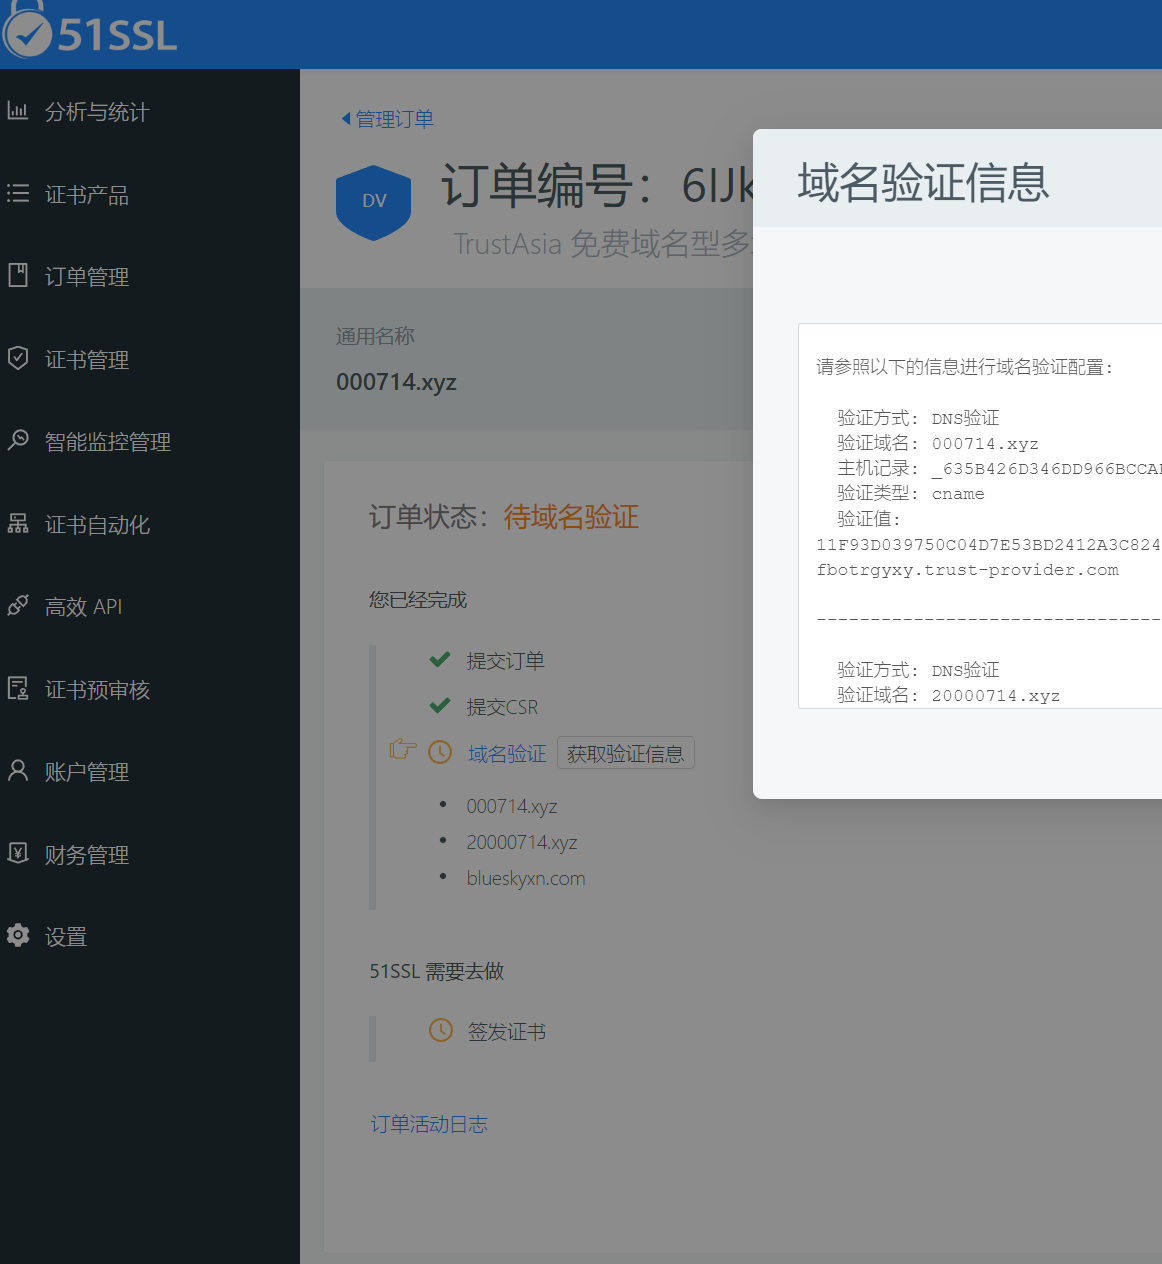 51SSL
分析与统计
证书产品
订单管理
证书管理
智能监控管理
证书自动化
高效 API
证书预审核
账户管理
财务管理
设置
管理订单
DV
订单编号：6IJk
TrustAsia 免费域名型多
通用名称
000714.xyz
订单状态：待域名验证
您已经完成
提交订单
提交CSR
域名验证 获取验证信息
• 000714.xyz
• 20000714.xyz
• blueskyxn.com
51SSL 需要去做
签发证书
订单活动日志
域名验证信息
请参照以下的信息进行域名验证配置:
验证方式: DNS验证
验证域名: 000714.xyz
主机记录: _635B426D346DD966BCCA
验证类型: cname
验证值:
11F93D039750C04D7E53BD2412A3C824
fbotrgyxy.trust-provider.com
--------------------------------
验证方式: DNS验证
验证域名: 20000714.xyz